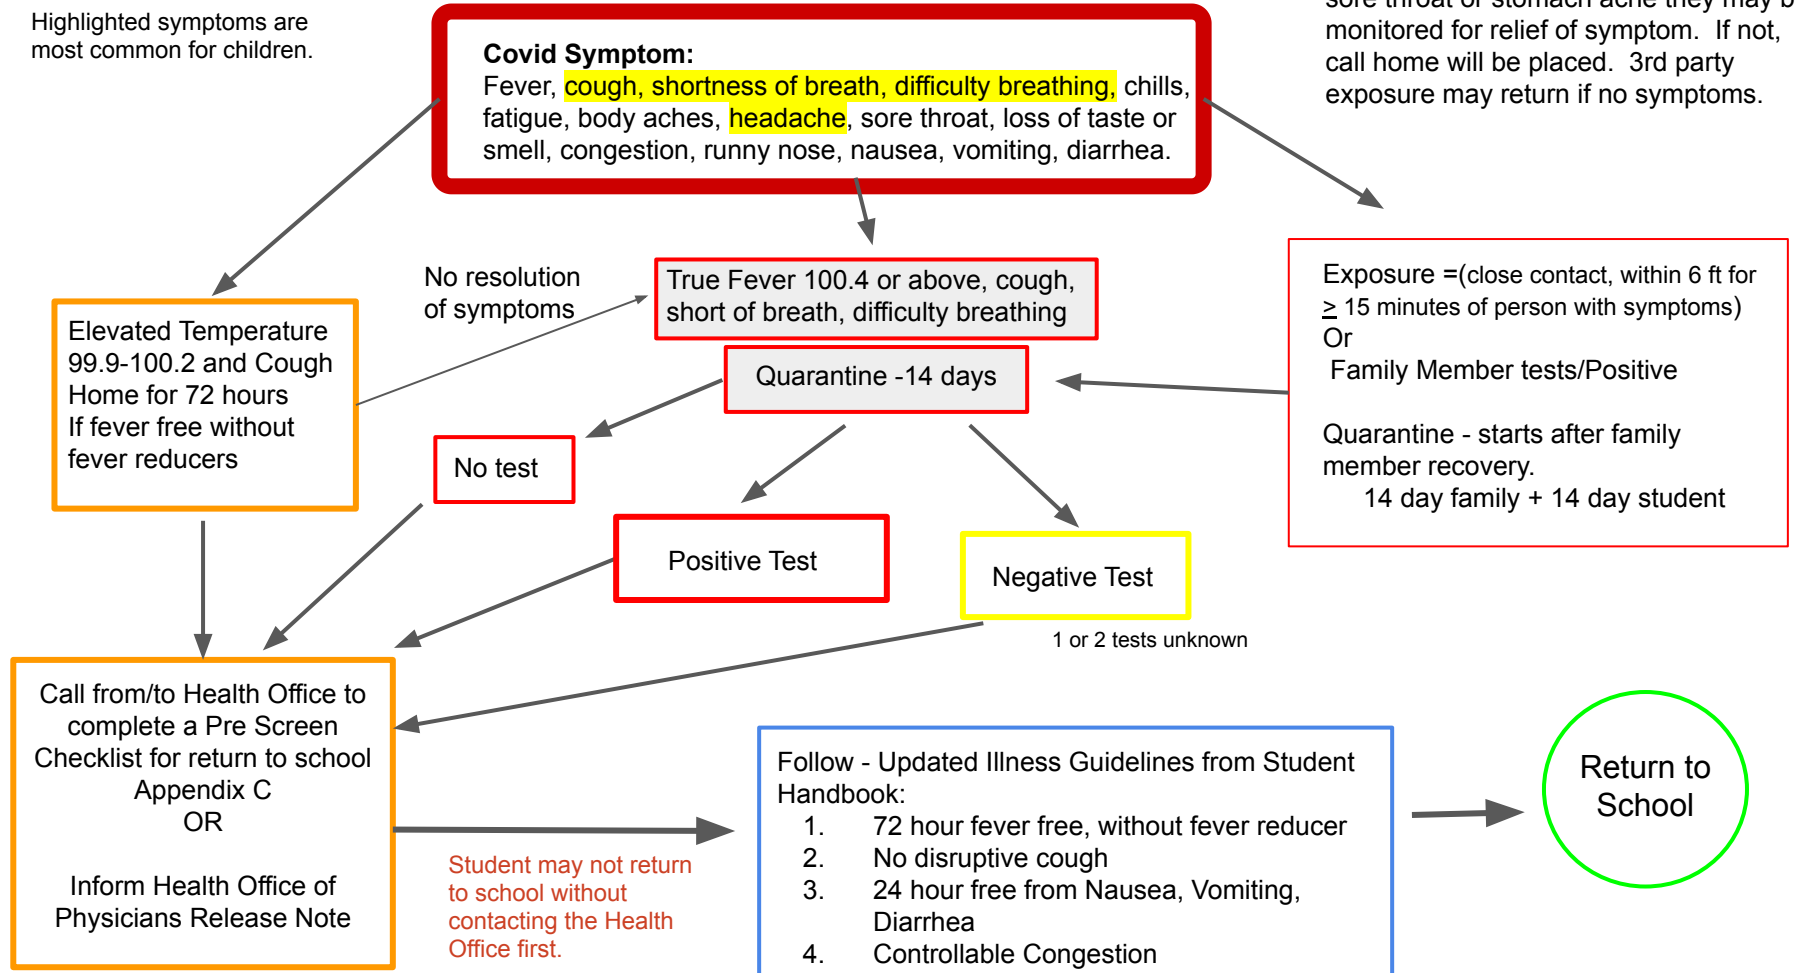 Highlighted symptoms are
most common for children.
Covid Symptom:
Fever, cough, shortness of breath, difficulty breathing, chills,
fatigue, body aches, headache, sore throat, loss of taste or
smell, congestion, runny nose, nausea, vomiting, diarrhea.
sore throat or stomach ache they may b
monitored for relief of symptom. If not,
call home will be placed. 3rd party
exposure may return if no symptoms.
No resolution
of symptoms
True Fever 100.4 or above, cough,
short of breath, difficulty breathing
Quarantine -14 days
Exposure =(close contact, within 6 ft for
≥ 15 minutes of person with symptoms)
Or
Family Member tests/Positive
Quarantine - starts after family
member recovery.
14 day family + 14 day student
Elevated Temperature
99.9-100.2 and Cough
Home for 72 hours
If fever free without
fever reducers
No test
Positive Test
Negative Test
1 or 2 tests unknown
Call from/to Health Office to
complete a Pre Screen
Checklist for return to school
Appendix C
OR
Inform Health Office of
Physicians Release Note
Student may not return
to school without
contacting the Health
Office first.
Follow - Updated Illness Guidelines from Student
Handbook:
1. 72 hour fever free, without fever reducer
2. No disruptive cough
3. 24 hour free from Nausea, Vomiting,
Diarrhea
4. Controllable Congestion
Return to
School